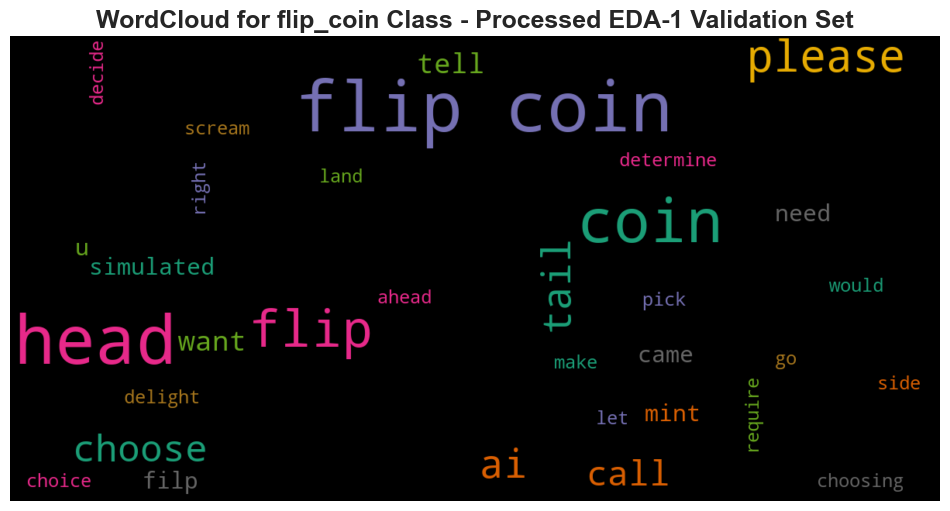 WordCloud for flip_coin Class - Processed EDA-1 Validation Set
decide
tell
please
flip coin
scream
determine
right
land
coin
need
u
simulated
tail
would
ahead
pick
head
want
flip
make
came
go
side
delight
let
mint
require
choose
ai
call
choice
filp
choosing